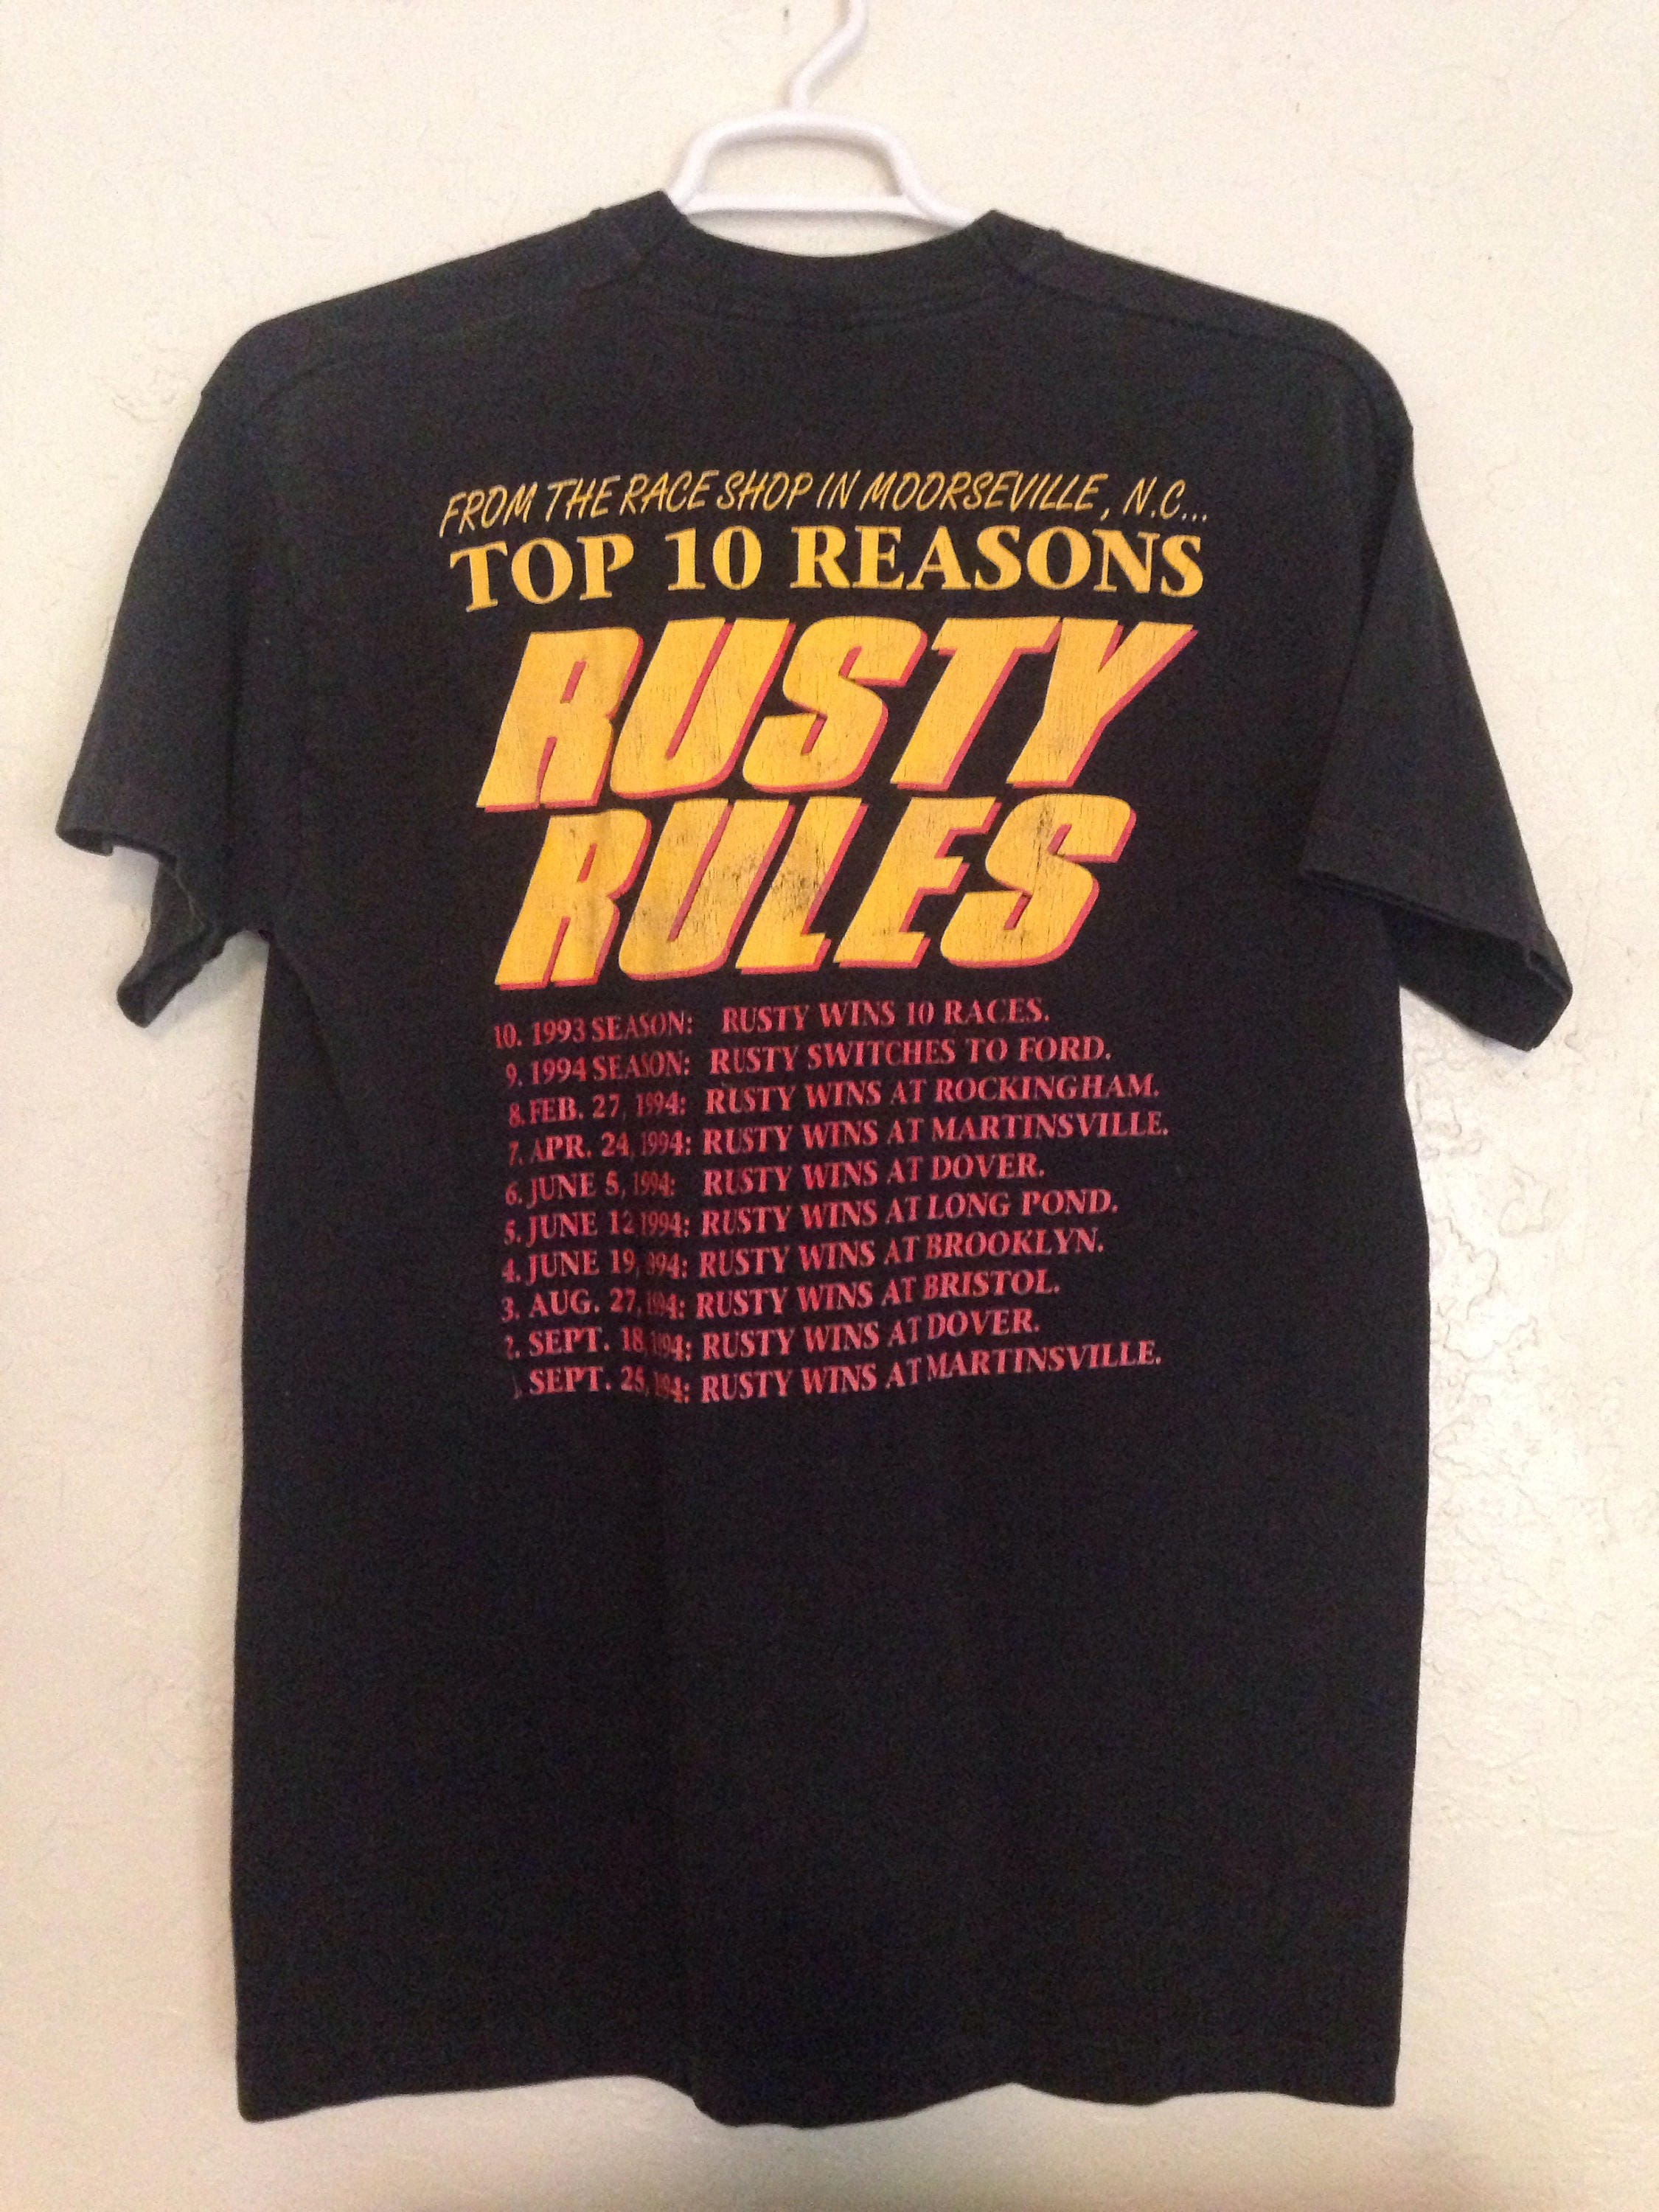 FROM THE RACE SHOP IN MOORSEVILLE, N.C...
TOP 10 REASONS
RUSTY
RULES
10. 1993 SEASON: RUSTY WINS 10 RACES.
9. 1994 SEASON: RUSTY SWITCHES TO FORD.
8. FEB. 27, 1994: RUSTY WINS AT ROCKINGHAM.
7. APR. 24, 1994: RUSTY WINS AT MARTINSVILLE.
6. JUNE 5, 1994: RUSTY WINS AT DOVER.
5. JUNE 12 1994: RUSTY WINS AT LONG POND.
4. JUNE 19, 1994: RUSTY WINS AT BROOKLYN.
3. AUG. 27, 1994: RUSTY WINS AT BRISTOL.
2. SEPT. 18, 1994: RUSTY WINS AT DOVER.
1. SEPT. 25, 1994: RUSTY WINS AT MARTINSVILLE.